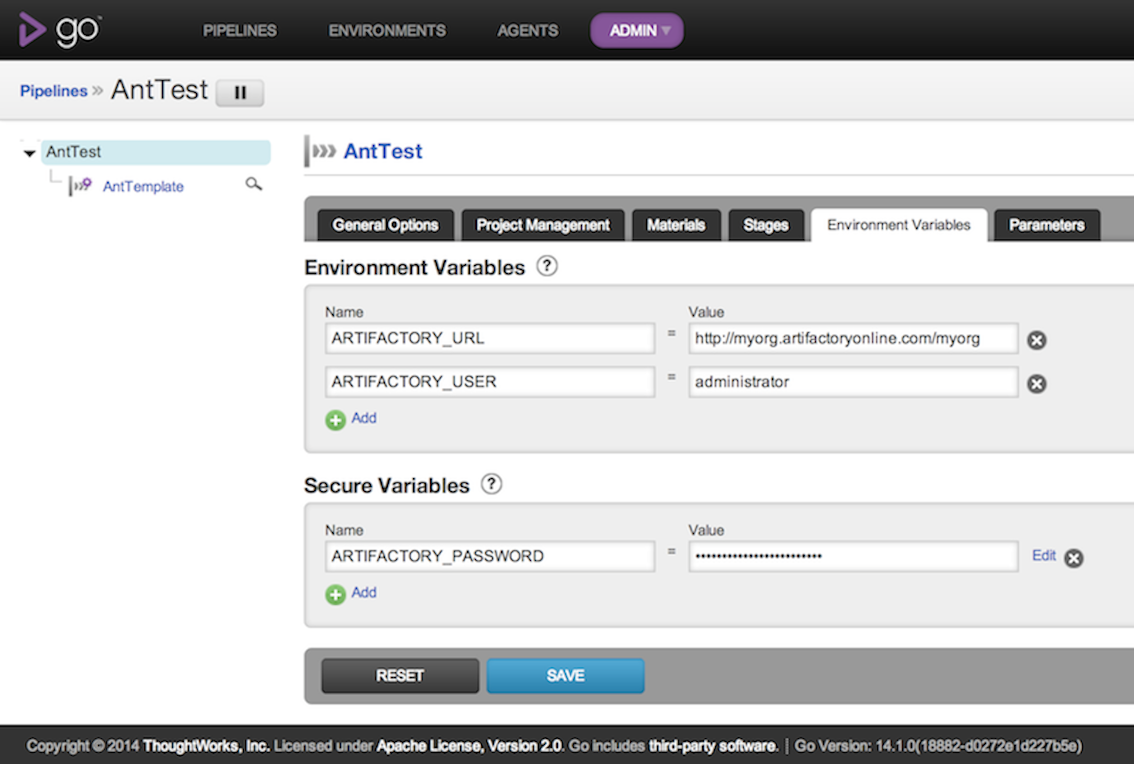 go™ PIPELINES ENVIRONMENTS AGENTS ADMIN
Pipelines » AntTest
AntTest
AntTemplate
AntTest
General Options Project Management Materials Stages Environment Variables Parameters
Environment Variables ?
Name Value
ARTIFACTORY_URL = http://myorg.artifactoryonline.com/myorg
ARTIFACTORY_USER = administrator
Add
Secure Variables ?
Name Value
ARTIFACTORY_PASSWORD = •••••••••••••••••••••••• Edit
Add
RESET SAVE
Copyright © 2014 ThoughtWorks, Inc. Licensed under Apache License, Version 2.0. Go includes third-party software. | Go Version: 14.1.0(18882-d0272e1d227b5e)